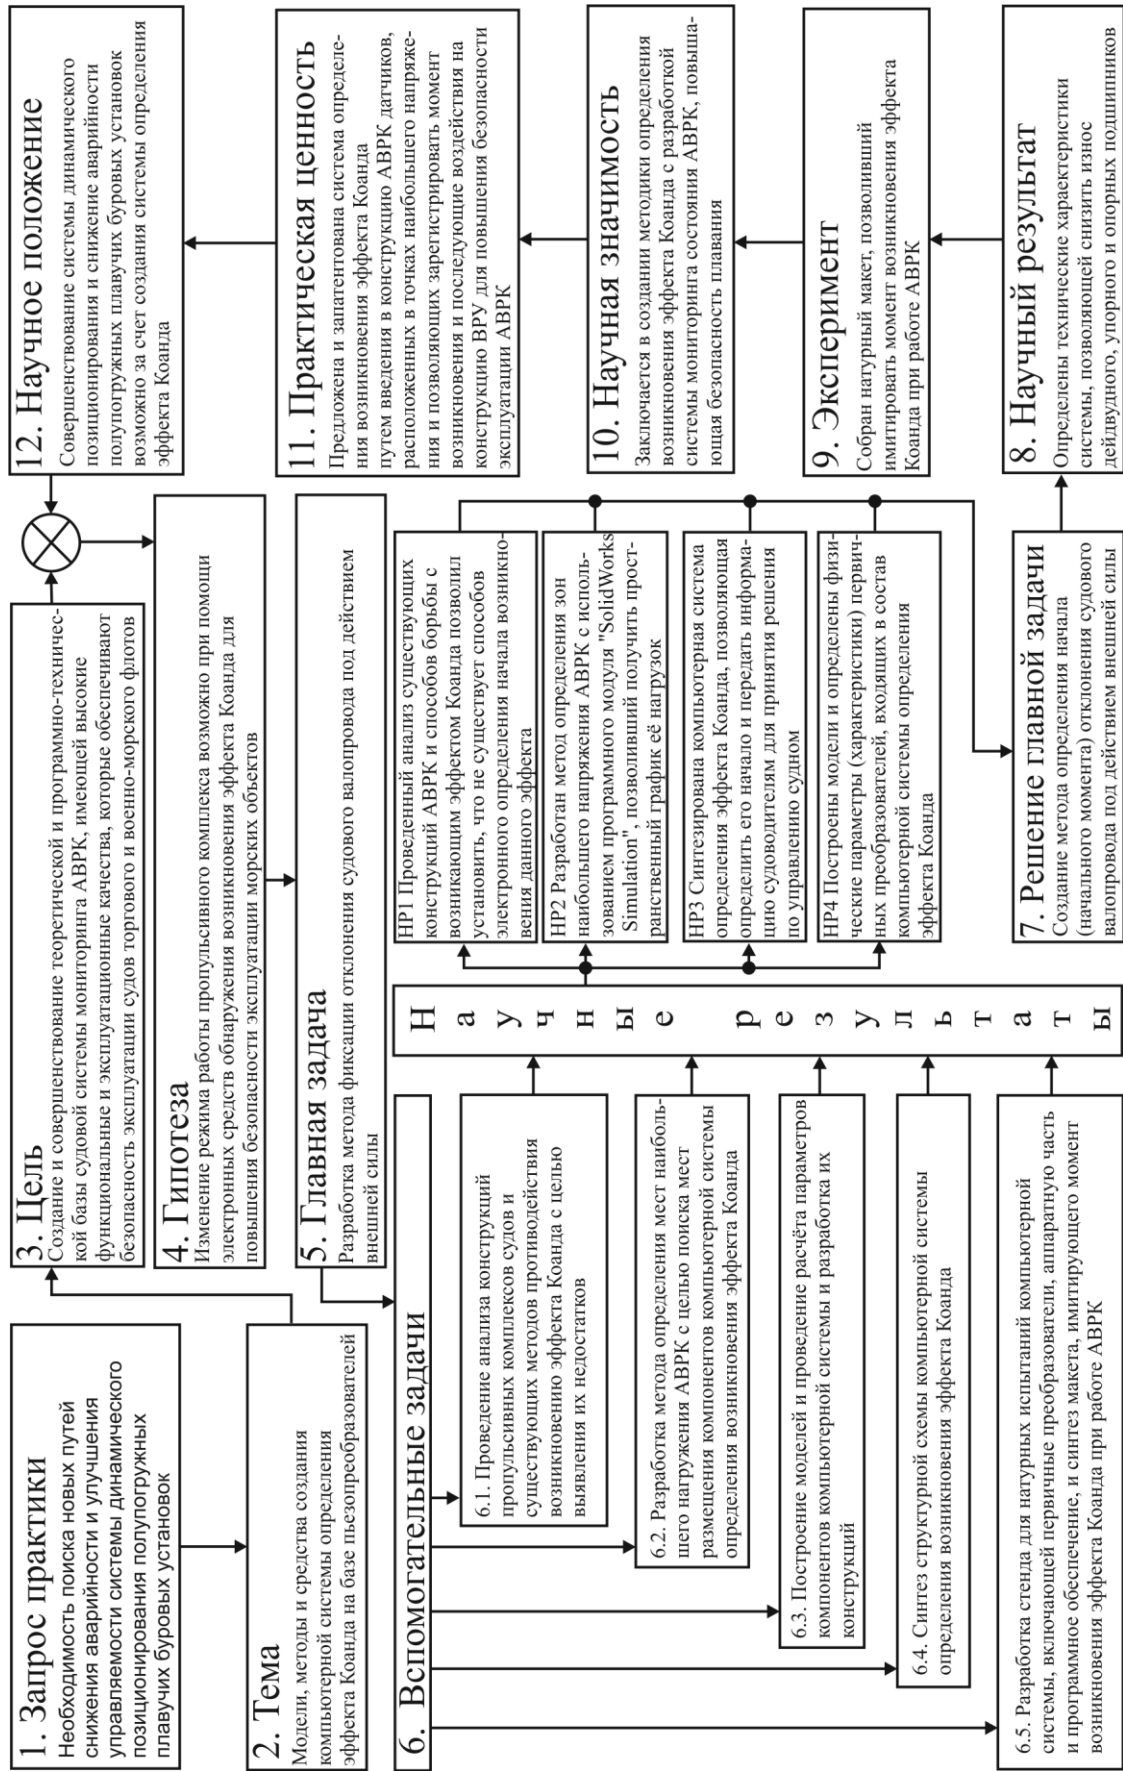 1. Запрос практики
Необходимость поиска новых путей
снижения аварийности и улучшения
управляемости системы динамического
позиционирования полупогружных
плавучих буровых установок
2. Тема
Модели, методы и средства создания
компьютерной системы определения
эффекта Коанда на базе пьезопреобразователей
3. Цель
Создание и совершенствование теоретической и программно-техничес-
кой базы судовой системы мониторинга АВРК, имеющей высокие
функциональные и эксплуатационные качества, которые обеспечивают
безопасность эксплуатации судов торгового и военно-морского флотов
4. Гипотеза
Изменение режима работы пропульсивного комплекса возможно при помощи
электронных средств обнаружения возникновения эффекта Коанда для
повышения безопасности эксплуатации морских объектов
5. Главная задача
Разработка метода фиксации отклонения судового валопровода под действием
внешней силы
6. Вспомогательные задачи
6.1. Проведение анализа конструкций
пропульсивных комплексов судов и
существующих методов противодействия
возникновению эффекта Коанда с целью
выявления их недостатков
6.2. Разработка метода определения мест наиболь-
шего нагружения АВРК с целью поиска мест
размещения компонентов компьютерной системы
определения возникновения эффекта Коанда
6.3. Построение моделей и проведение расчёта параметров
компонентов компьютерной системы и разработка их
конструкций
6.4. Синтез структурной схемы компьютерной системы
определения возникновения эффекта Коанда
6.5. Разработка стенда для натурных испытаний компьютерной
системы, включающей первичные преобразователи, аппаратную часть
и программное обеспечение, и синтез макета, имитирующего момент
возникновения эффекта Коанда при работе АВРК
Научные результаты
НР1 Проведенный анализ существующих
конструкций АВРК и способов борьбы с
возникающим эффектом Коанда позволил
установить, что не существует способов
электронного определения начала возникно-
вения данного эффекта
НР2 Разработан метод определения зон
наибольшего напряжения АВРК с исполь-
зованием программного модуля "SolidWorks
Simulation", позволивший получить прост-
ранственный график её нагрузок
НР3 Синтезирована компьютерная система
определения эффекта Коанда, позволяющая
определить его начало и передать информа-
цию судоводителям для принятия решения
по управлению судном
НР4 Построены модели и определены физи-
ческие параметры (характеристики) первич-
ных преобразователей, входящих в состав
компьютерной системы определения
эффекта Коанда
7. Решение главной задачи
Создание метода определения начала
(начального момента) отклонения судового
валопровода под действием внешней силы
8. Научный результат
Определены технические характеристики
системы, позволяющей снизить износ
дейдвудного, упорного и опорных подшипников
9. Эксперимент
Собран натурный макет, позволивший
имитировать момент возникновения эффекта
Коанда при работе АВРК
10. Научная значимость
Заключается в создании методики определения
возникновения эффекта Коанда с разработкой
системы мониторинга состояния АВРК, повыша-
ющая безопасность плавания
11. Практическая ценность
Предложена и запатентована система определе-
ния возникновения эффекта Коанда
путем введения в конструкцию АВРК датчиков,
расположенных в точках наибольшего напряже-
ния и позволяющих зарегистрировать момент
возникновения и последующие воздействия на
конструкцию ВРУ для повышения безопасности
эксплуатации АВРК
12. Научное положение
Совершенствование системы динамического
позиционирования и снижение аварийности
полупогружных плавучих буровых установок
возможно за счет создания системы определения
эффекта Коанда